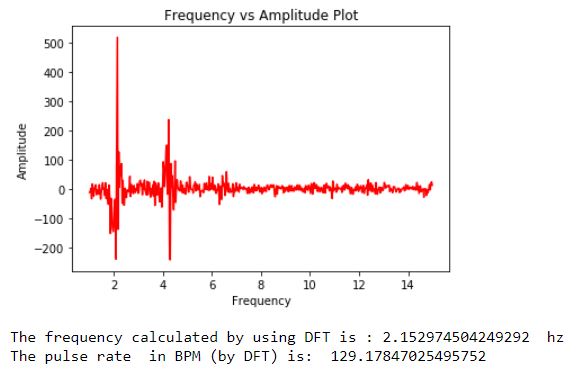 Frequency vs Amplitude Plot
500
400
300
200
100
0
−100
−200
Amplitude
2 4 6 8 10 12 14
Frequency
The frequency calculated by using DFT is : 2.152974504249292 hz
The pulse rate in BPM (by DFT) is: 129.17847025495752